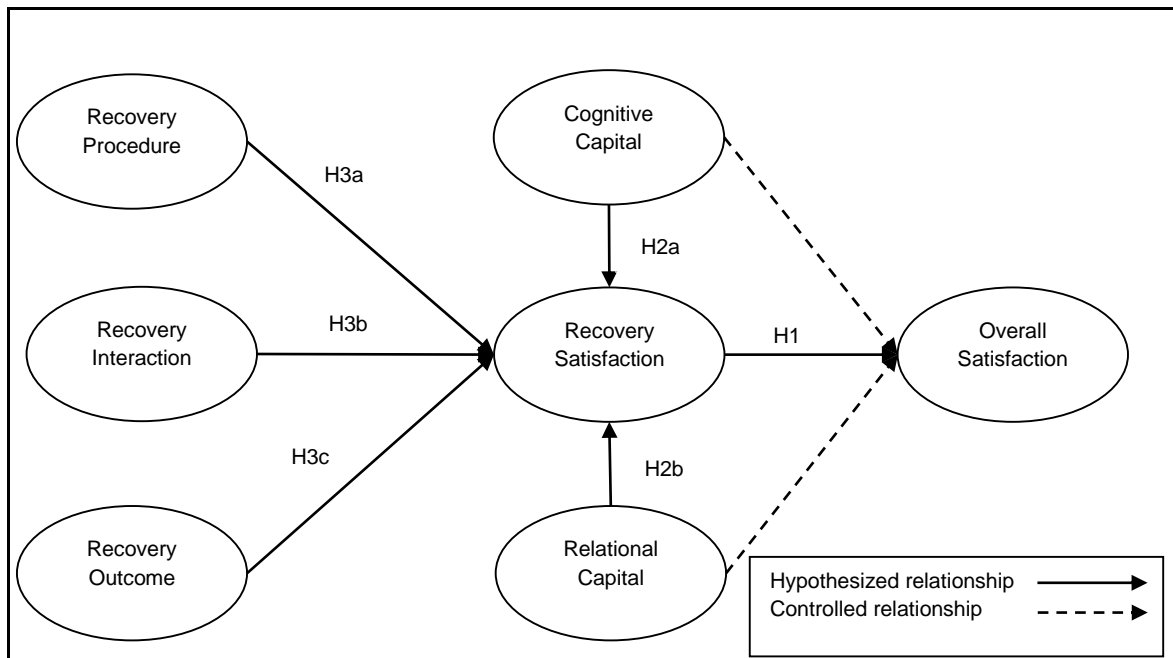 Recovery
Procedure
Cognitive
Capital
H3a
H2a
Recovery
Interaction
H3b
Recovery
Satisfaction
H1
Overall
Satisfaction
H3c
H2b
Recovery
Outcome
Relational
Capital
Hypothesized relationship
Controlled relationship